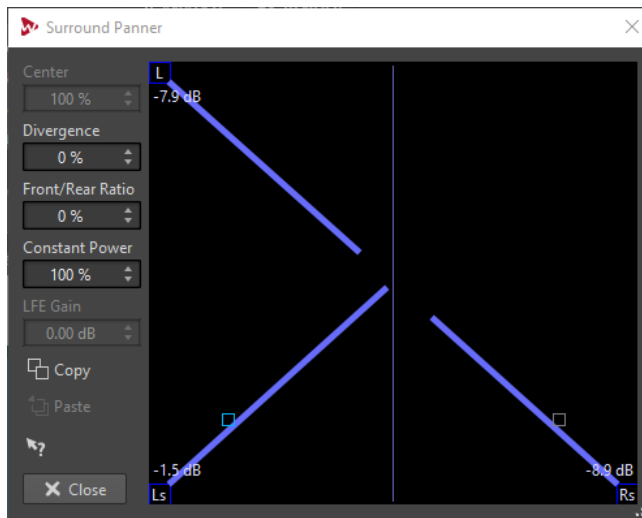 Surround Panner
Center
100 %
Divergence
0 %
Front/Rear Ratio
0 %
Constant Power
100 %
LFE Gain
0.00 dB
Copy
Paste
?
Close
L
-7.9 dB
-1.5 dB
-8.9 dB
Ls
Rs